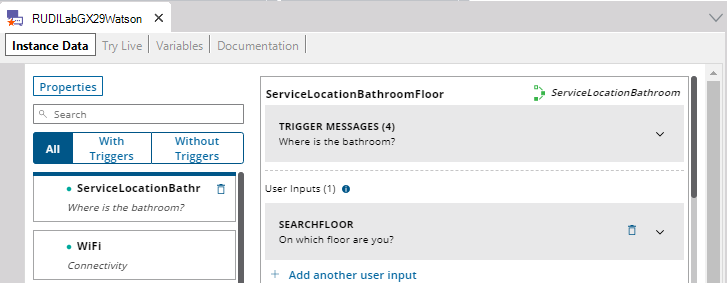 RUDILabGX29Watson
Instance Data Try Live Variables Documentation
Properties
Search
All
With Triggers
Without Triggers
ServiceLocationBathr
Where is the bathroom?
WiFi
Connectivity
ServiceLocationBathroomFloor
ServiceLocationBathroom
TRIGGER MESSAGES (4)
Where is the bathroom?
User Inputs (1)
SEARCHFLOOR
On which floor are you?
+ Add another user input